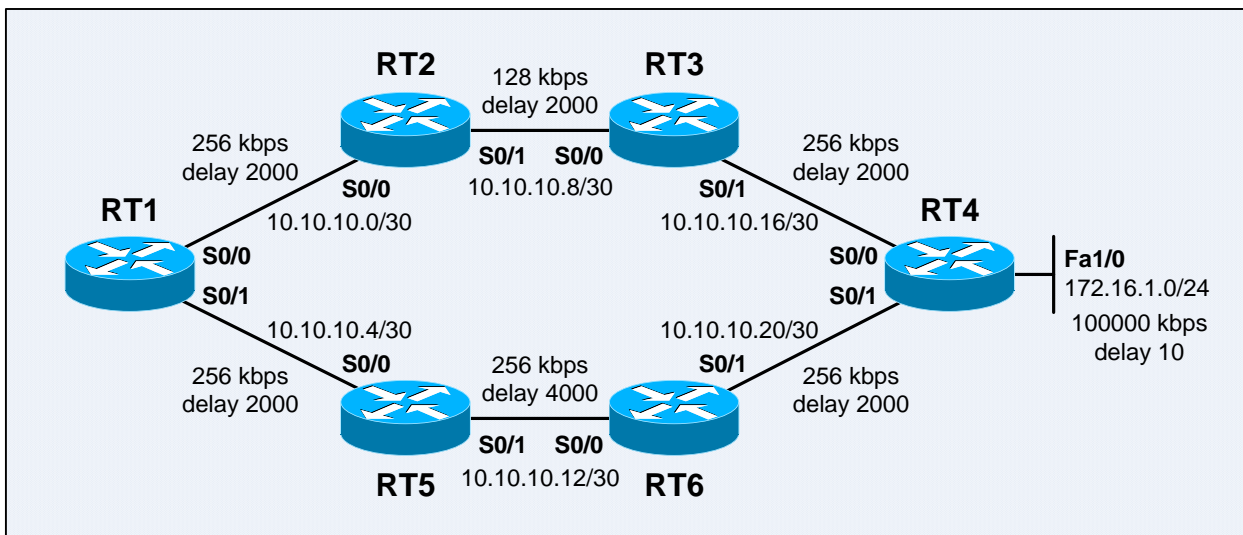 RT2
RT3
128 kbps
delay 2000
256 kbps
delay 2000
256 kbps
delay 2000
S0/1
S0/0
10.10.10.8/30
S0/0
10.10.10.0/30
S0/1
10.10.10.16/30
RT1
RT4
S0/0
S0/0
Fa1/0
172.16.1.0/24
100000 kbps
delay 10
S0/1
S0/1
10.10.10.4/30
10.10.10.20/30
S0/0
S0/1
256 kbps
delay 2000
256 kbps
delay 4000
256 kbps
delay 2000
S0/1
S0/0
10.10.10.12/30
RT5
RT6